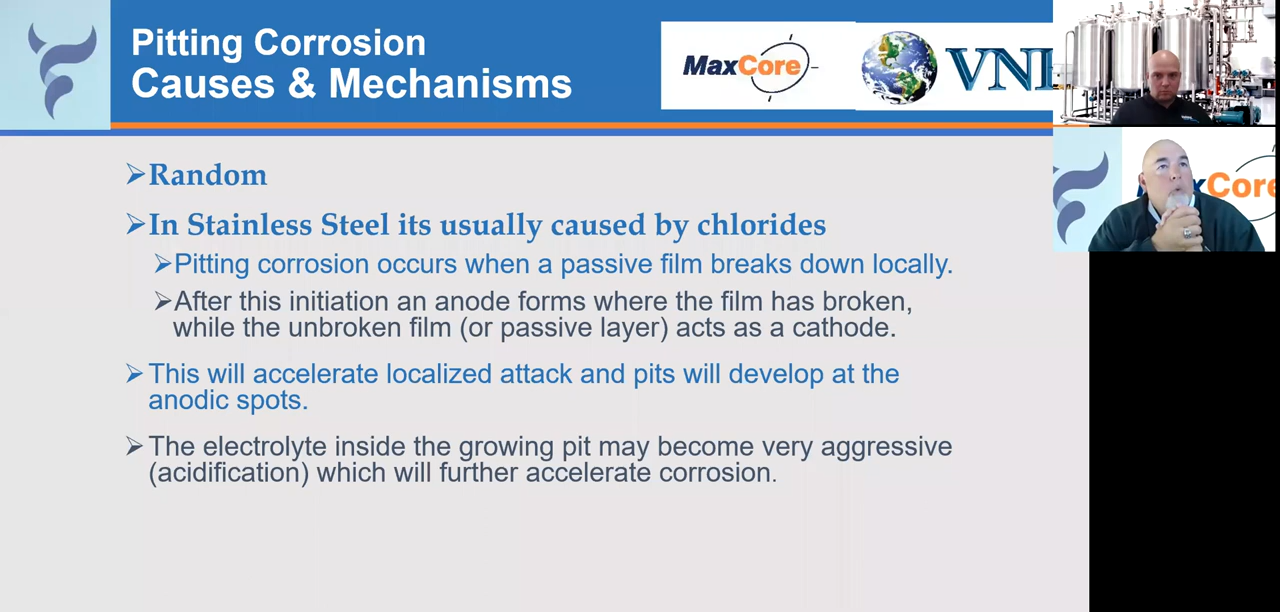 Pitting Corrosion
Causes & Mechanisms
MaxCore
➢Random
➢In Stainless Steel its usually caused by chlorides
➢Pitting corrosion occurs when a passive film breaks down locally.
➢After this initiation an anode forms where the film has broken,
while the unbroken film (or passive layer) acts as a cathode.
➢This will accelerate localized attack and pits will develop at the
anodic spots.
➢The electrolyte inside the growing pit may become very aggressive
(acidification) which will further accelerate corrosion.